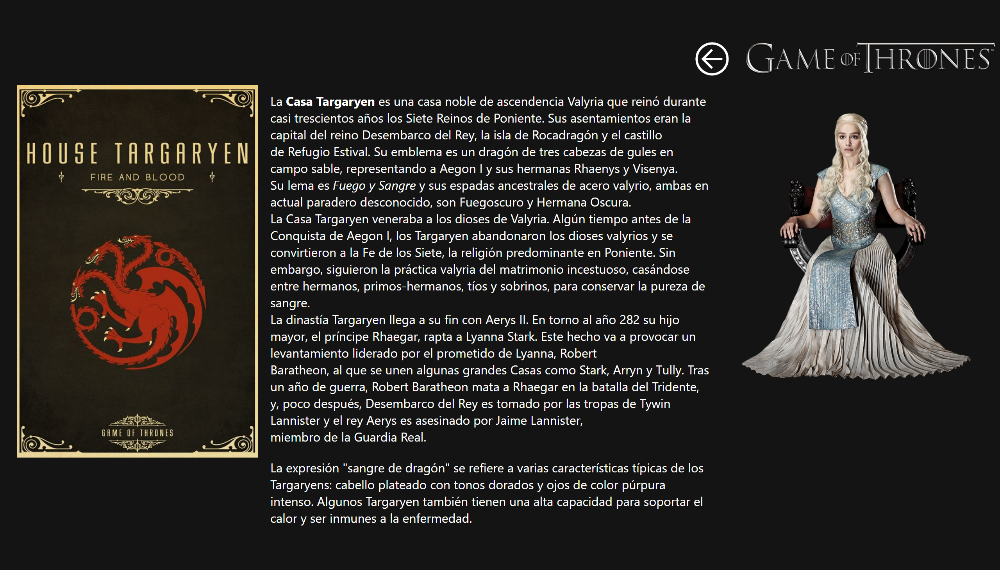 GAME OF THRONES™
HOUSE TARGARYEN
FIRE AND BLOOD
GAME OF THRONES
La Casa Targaryen es una casa noble de ascendencia Valyria que reinó durante
casi trescientos años los Siete Reinos de Poniente. Sus asentamientos eran la
capital del reino Desembarco del Rey, la isla de Rocadragón y el castillo
de Refugio Estival. Su emblema es un dragón de tres cabezas de gules en
campo sable, representando a Aegon I y sus hermanas Rhaenys y Visenya.
Su lema es Fuego y Sangre y sus espadas ancestrales de acero valyrio, ambas en
actual paradero desconocido, son Fuegoscuro y Hermana Oscura.
La Casa Targaryen veneraba a los dioses de Valyria. Algún tiempo antes de la
Conquista de Aegon I, los Targaryen abandonaron los dioses valyrios y se
convirtieron a la Fe de los Siete, la religión predominante en Poniente. Sin
embargo, siguieron la práctica valyria del matrimonio incestuoso, casándose
entre hermanos, primos-hermanos, tíos y sobrinos, para conservar la pureza de
sangre.
La dinastía Targaryen llega a su fin con Aerys II. En torno al año 282 su hijo
mayor, el príncipe Rhaegar, rapta a Lyanna Stark. Este hecho va a provocar un
levantamiento liderado por el prometido de Lyanna, Robert
Baratheon, al que se unen algunas grandes Casas como Stark, Arryn y Tully. Tras
un año de guerra, Robert Baratheon mata a Rhaegar en la batalla del Tridente,
y, poco después, Desembarco del Rey es tomado por las tropas de Tywin
Lannister y el rey Aerys es asesinado por Jaime Lannister,
miembro de la Guardia Real.
La expresión "sangre de dragón" se refiere a varias características típicas de los
Targaryens: cabello plateado con tonos dorados y ojos de color púrpura
intenso. Algunos Targaryen también tienen una alta capacidad para soportar el
calor y ser inmunes a la enfermedad.